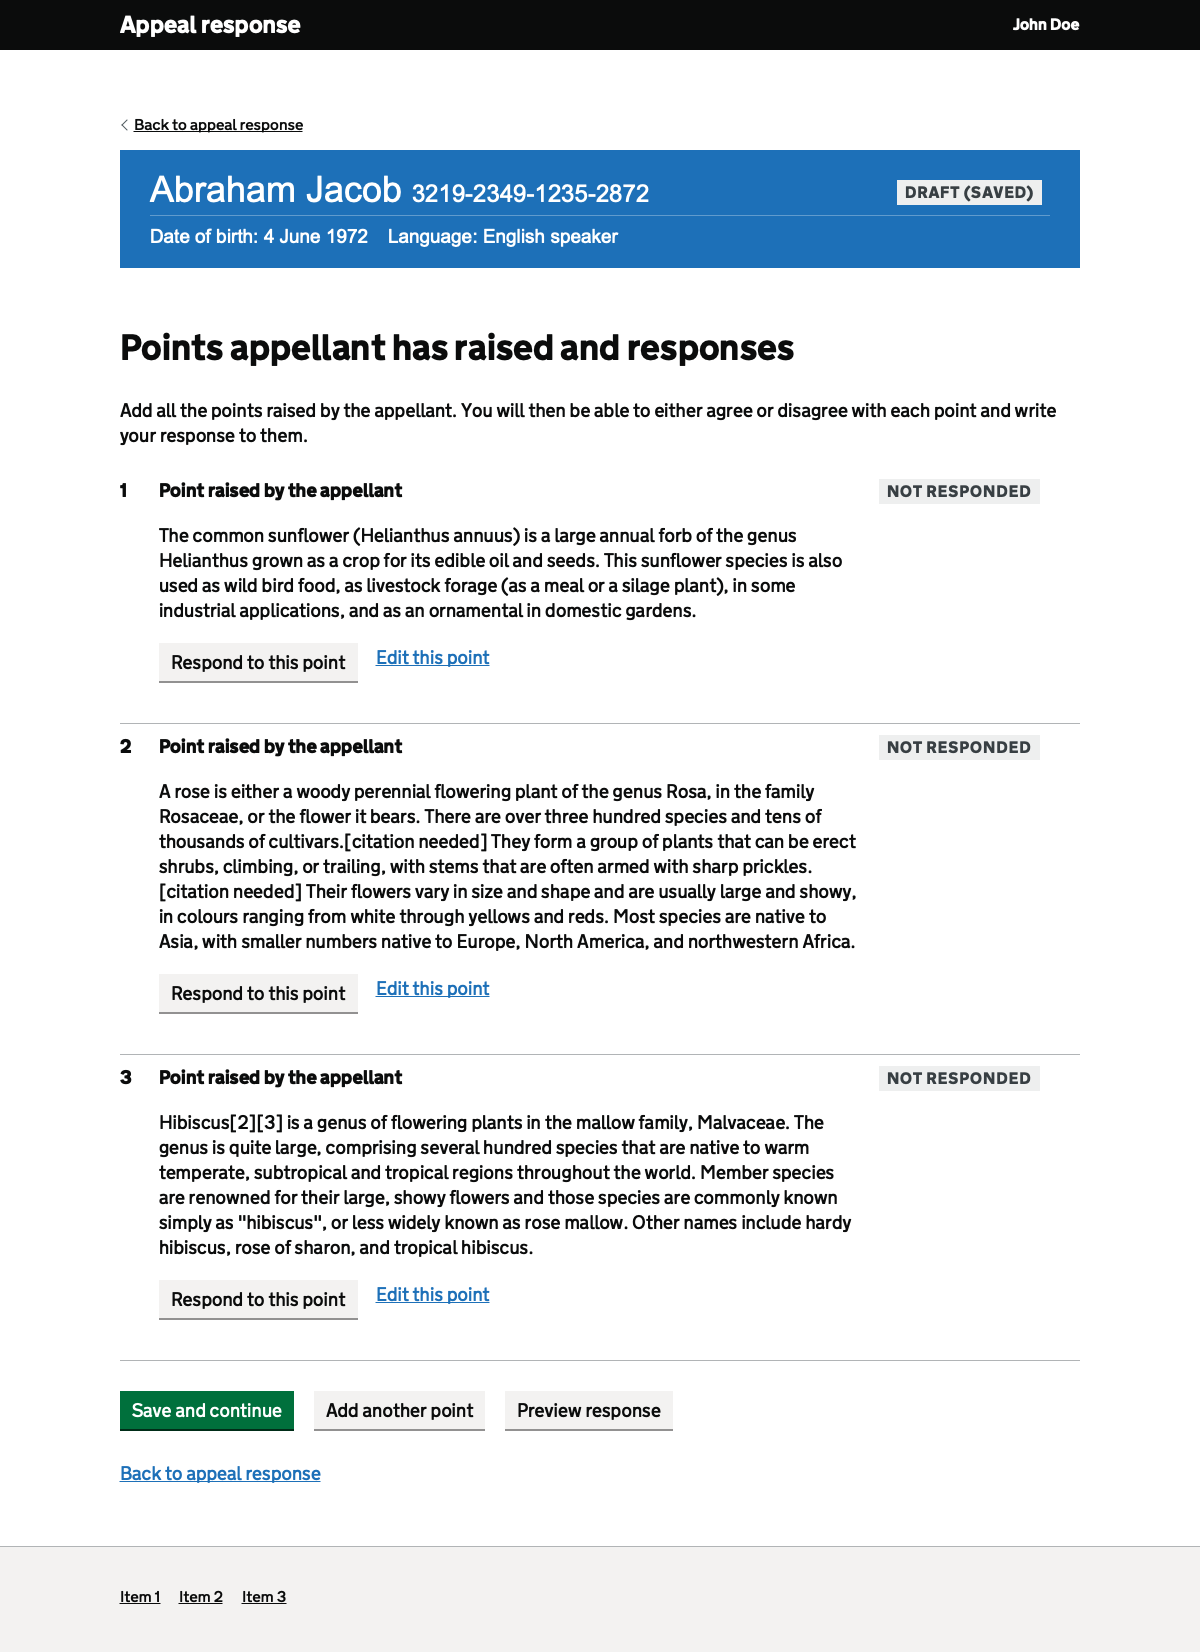 Appeal response
John Doe
Back to appeal response
Abraham Jacob 3219-2349-1235-2872
DRAFT (SAVED)
Date of birth: 4 June 1972 Language: English speaker
Points appellant has raised and responses
Add all the points raised by the appellant. You will then be able to either agree or disagree with each point and write
your response to them.
1 Point raised by the appellant
NOT RESPONDED
The common sunflower (Helianthus annuus) is a large annual forb of the genus
Helianthus grown as a crop for its edible oil and seeds. This sunflower species is also
used as wild bird food, as livestock forage (as a meal or a silage plant), in some
industrial applications, and as an ornamental in domestic gardens.
Respond to this point Edit this point
2 Point raised by the appellant
NOT RESPONDED
A rose is either a woody perennial flowering plant of the genus Rosa, in the family
Rosaceae, or the flower it bears. There are over three hundred species and tens of
thousands of cultivars.[citation needed] They form a group of plants that can be erect
shrubs, climbing, or trailing, with stems that are often armed with sharp prickles.
[citation needed] Their flowers vary in size and shape and are usually large and showy,
in colours ranging from white through yellows and reds. Most species are native to
Asia, with smaller numbers native to Europe, North America, and northwestern Africa.
Respond to this point Edit this point
3 Point raised by the appellant
NOT RESPONDED
Hibiscus[2][3] is a genus of flowering plants in the mallow family, Malvaceae. The
genus is quite large, comprising several hundred species that are native to warm
temperate, subtropical and tropical regions throughout the world. Member species
are renowned for their large, showy flowers and those species are commonly known
simply as "hibiscus", or less widely known as rose mallow. Other names include hardy
hibiscus, rose of sharon, and tropical hibiscus.
Respond to this point Edit this point
Save and continue Add another point Preview response
Back to appeal response
Item 1 Item 2 Item 3